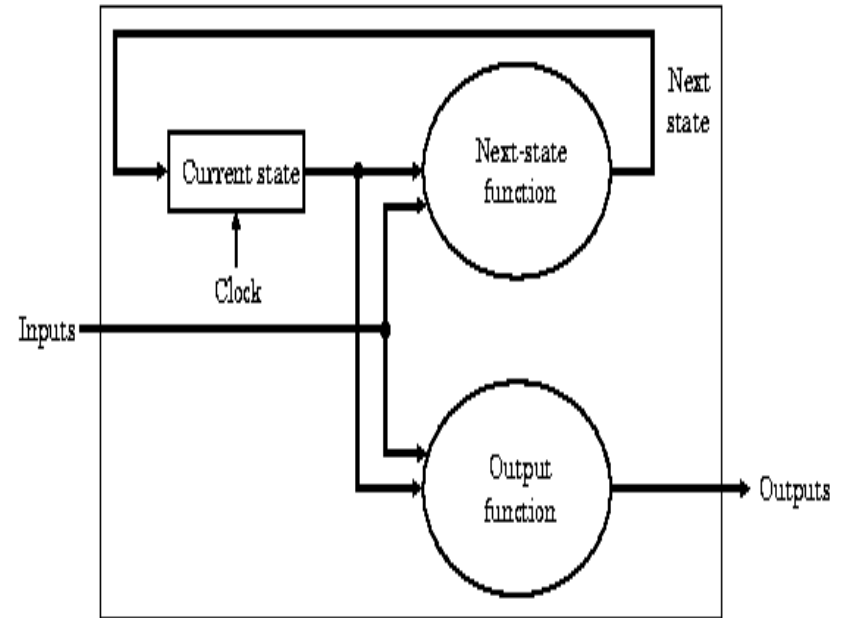 Next
state
Next-state
function
Current state
Clock
Inputs
Output
function
Outputs